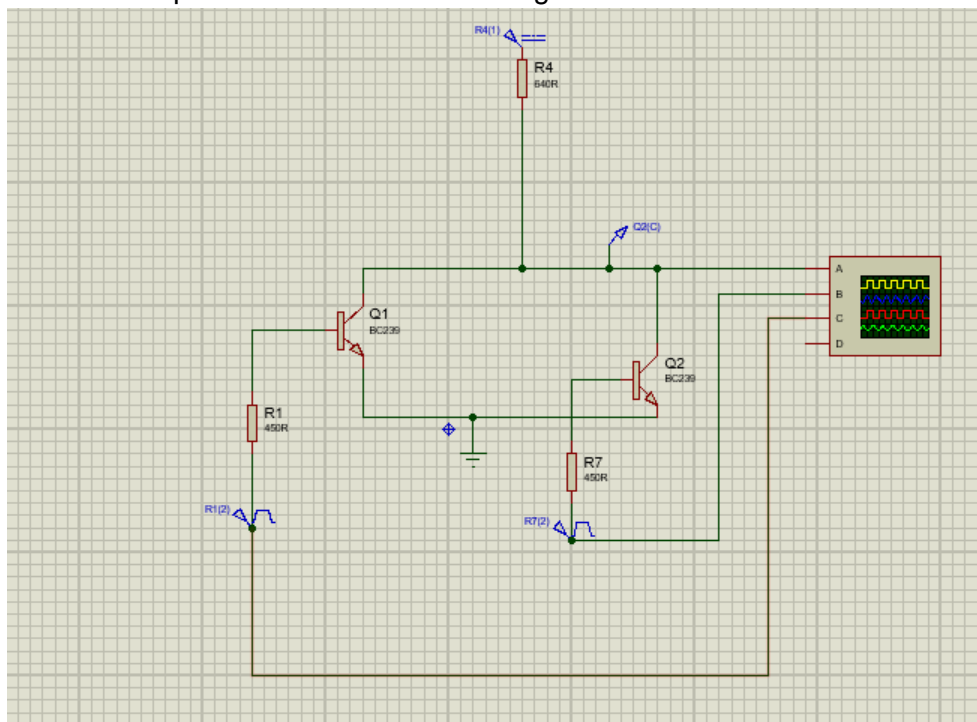 R4(1)
R4
640R
Q2(C)
A
Q1
BC239
B
C
D
Q2
BC239
R1
450R
R7
450R
R1(2)
R7(2)